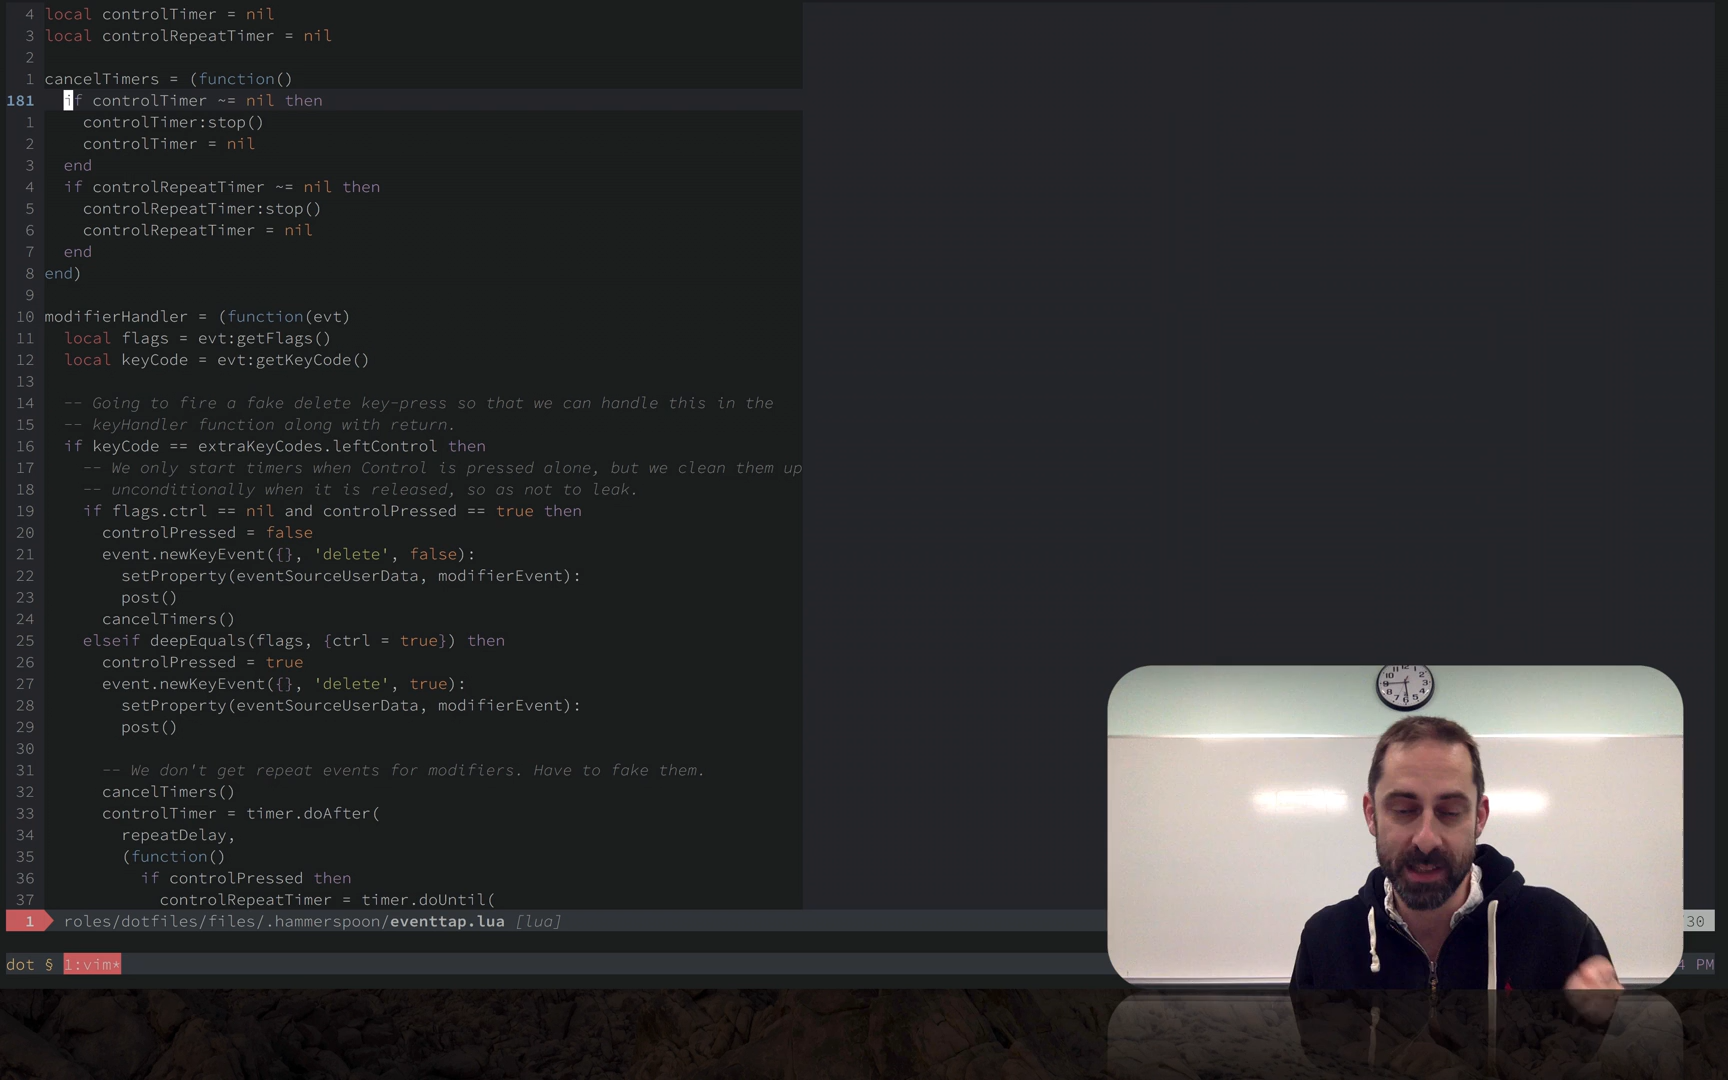 4 local controlTimer = nil
3 local controlRepeatTimer = nil
2
1 cancelTimers = (function()
181 if controlTimer ~= nil then
1 controlTimer:stop()
2 controlTimer = nil
3 end
4 if controlRepeatTimer ~= nil then
5 controlRepeatTimer:stop()
6 controlRepeatTimer = nil
7 end
8 end)
9
10 modifierHandler = (function(evt)
11 local flags = evt:getFlags()
12 local keyCode = evt:getKeyCode()
13
14 -- Going to fire a fake delete key-press so that we can handle this in the
15 -- keyHandler function along with return.
16 if keyCode == extraKeyCodes.leftControl then
17 -- We only start timers when Control is pressed alone, but we clean them up
18 -- unconditionally when it is released, so as not to leak.
19 if flags.ctrl == nil and controlPressed == true then
20 controlPressed = false
21 event.newKeyEvent({}, 'delete', false):
22 setProperty(eventSourceUserData, modifierEvent):
23 post()
24 cancelTimers()
25 elseif deepEquals(flags, {ctrl = true}) then
26 controlPressed = true
27 event.newKeyEvent({}, 'delete', true):
28 setProperty(eventSourceUserData, modifierEvent):
29 post()
30
31 -- We don't get repeat events for modifiers. Have to fake them.
32 cancelTimers()
33 controlTimer = timer.doAfter(
34 repeatDelay,
35 (function()
36 if controlPressed then
37 controlRepeatTimer = timer.doUntil(
1 roles/dotfiles/files/.hammerspoon/eventtap.lua [lua] 30
dot § 1:vim* PM